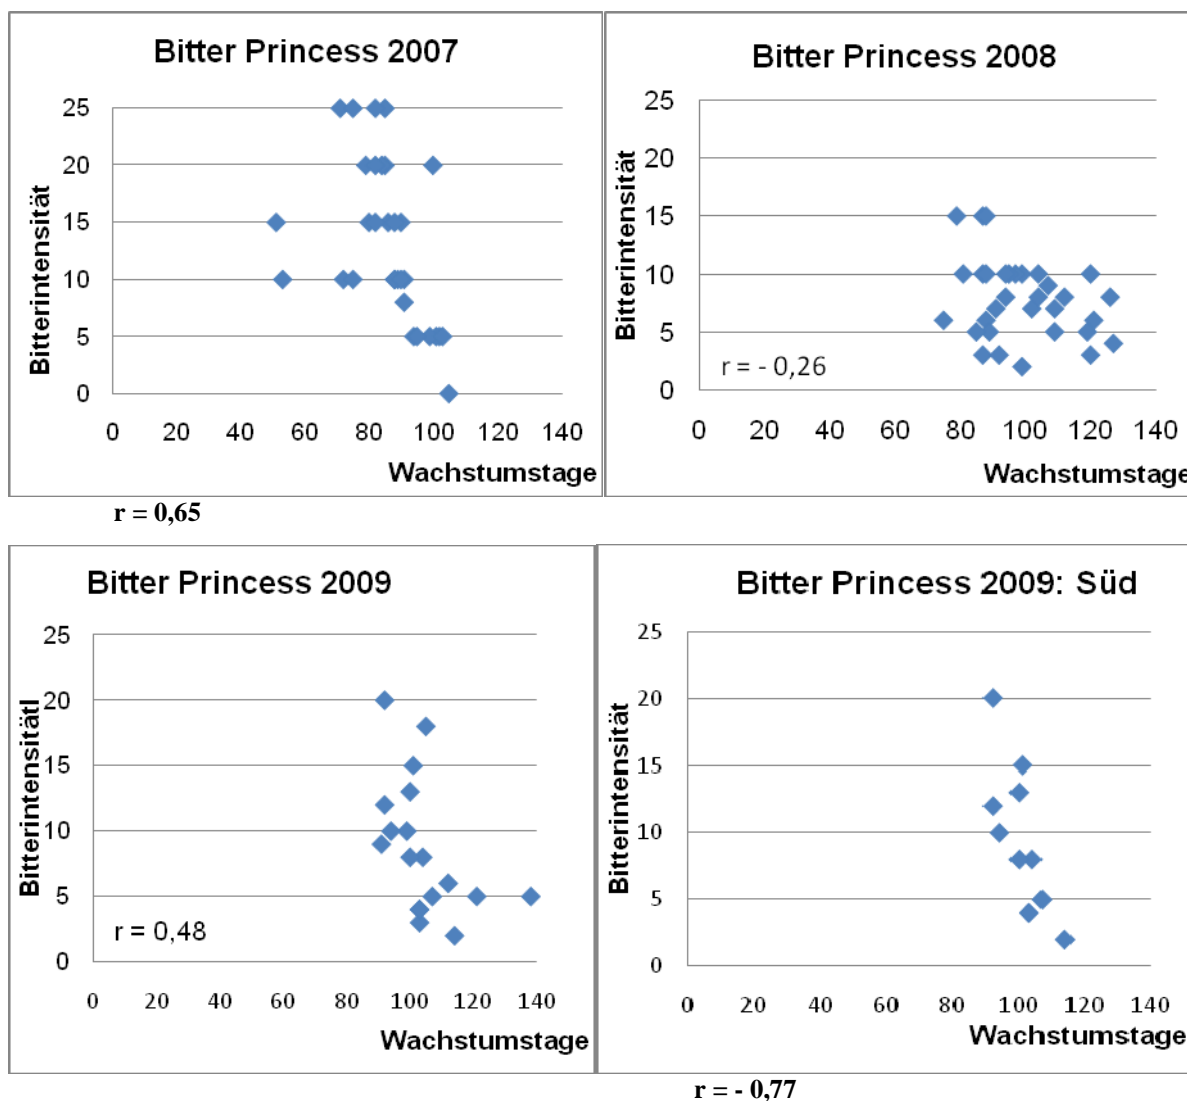 Bitter Princess 2007
Bitterintensität
25
20
15
10
5
0
0 20 40 60 80 100 120 140
Wachstumstage
r = 0,65
Bitter Princess 2008
Bitterintensität
25
20
15
10
5
0
r = - 0,26
0 20 40 60 80 100 120 140
Wachstumstage
Bitter Princess 2009
Bitterintensitätl
25
20
15
10
5
0
r = 0,48
0 20 40 60 80 100 120 140
Wachstumstage
Bitter Princess 2009: Süd
Bitterintensität
25
20
15
10
5
0
0 20 40 60 80 100 120 140
Wachstumstage
r = - 0,77